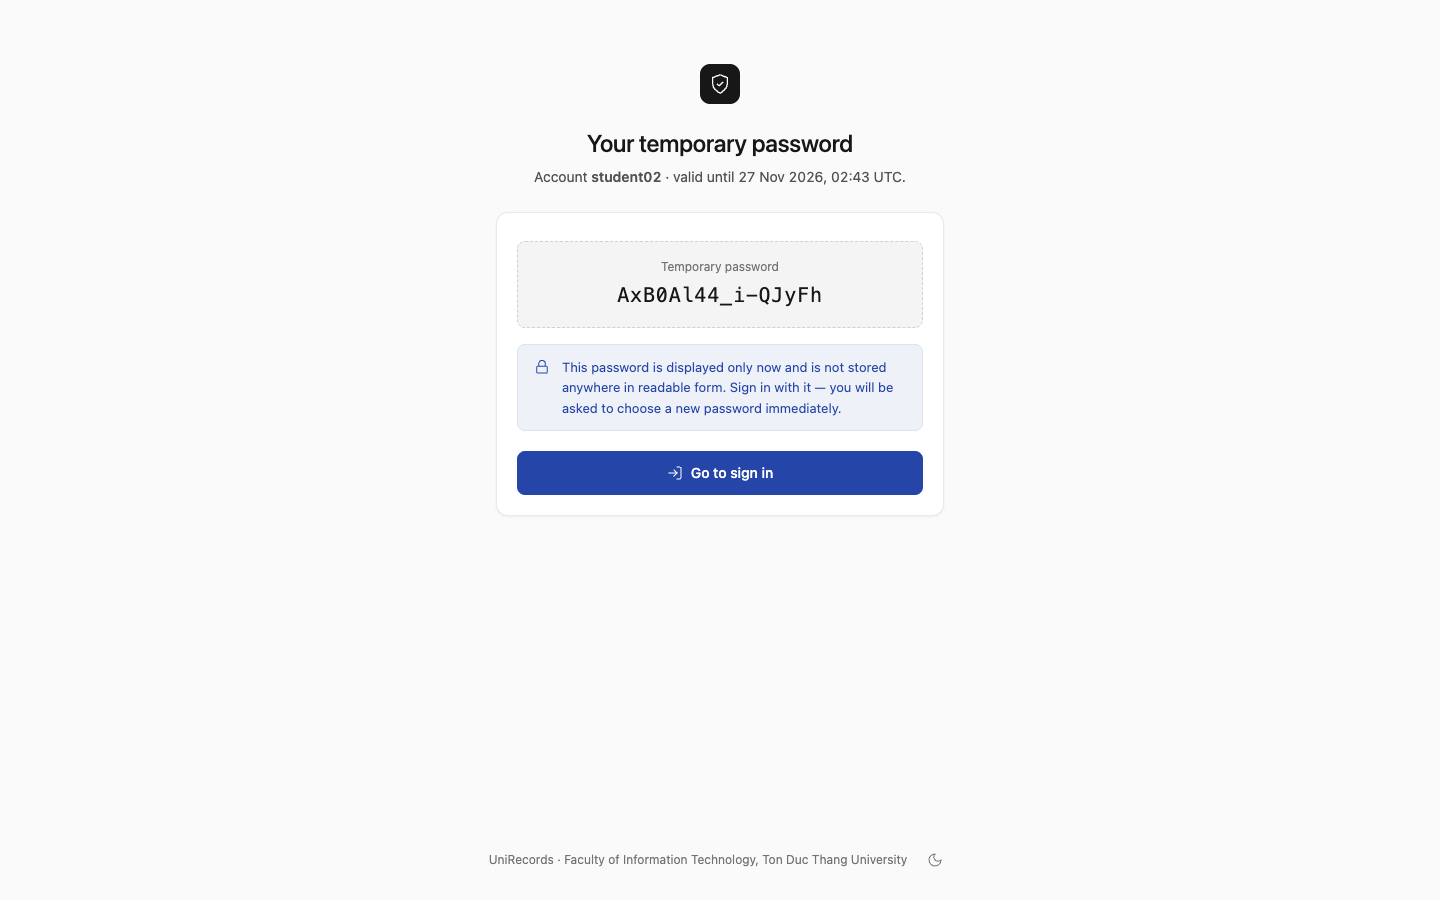 Your temporary password
Account student02 · valid until 27 Nov 2026, 02:43 UTC.
Temporary password
AxB0Al44_i-QJyFh
This password is displayed only now and is not stored
anywhere in readable form. Sign in with it — you will be
asked to choose a new password immediately.
Go to sign in
UniRecords · Faculty of Information Technology, Ton Duc Thang University